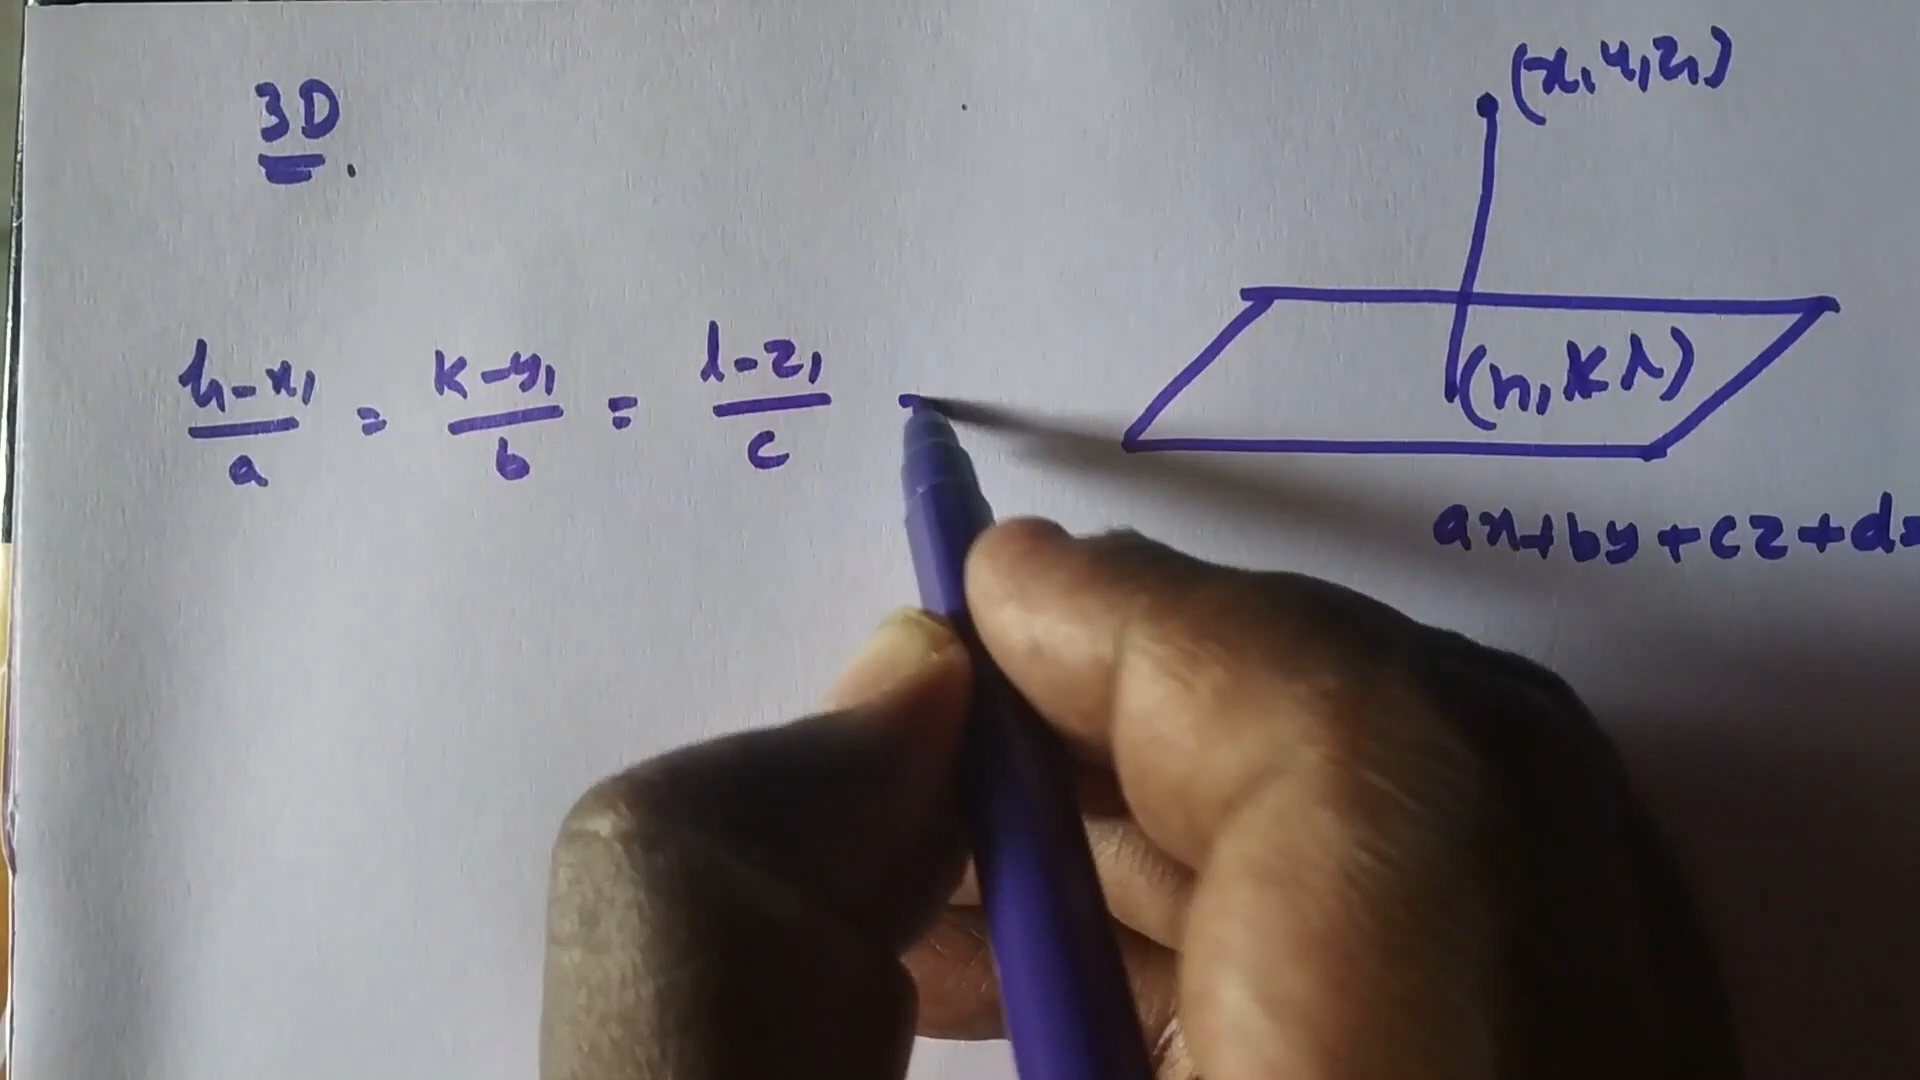 3D.
(x₁ y₁ z₁)
h-x₁/a = k-y₁/b = l-z₁/c =
(h, k l)
ax+by+cz+d=